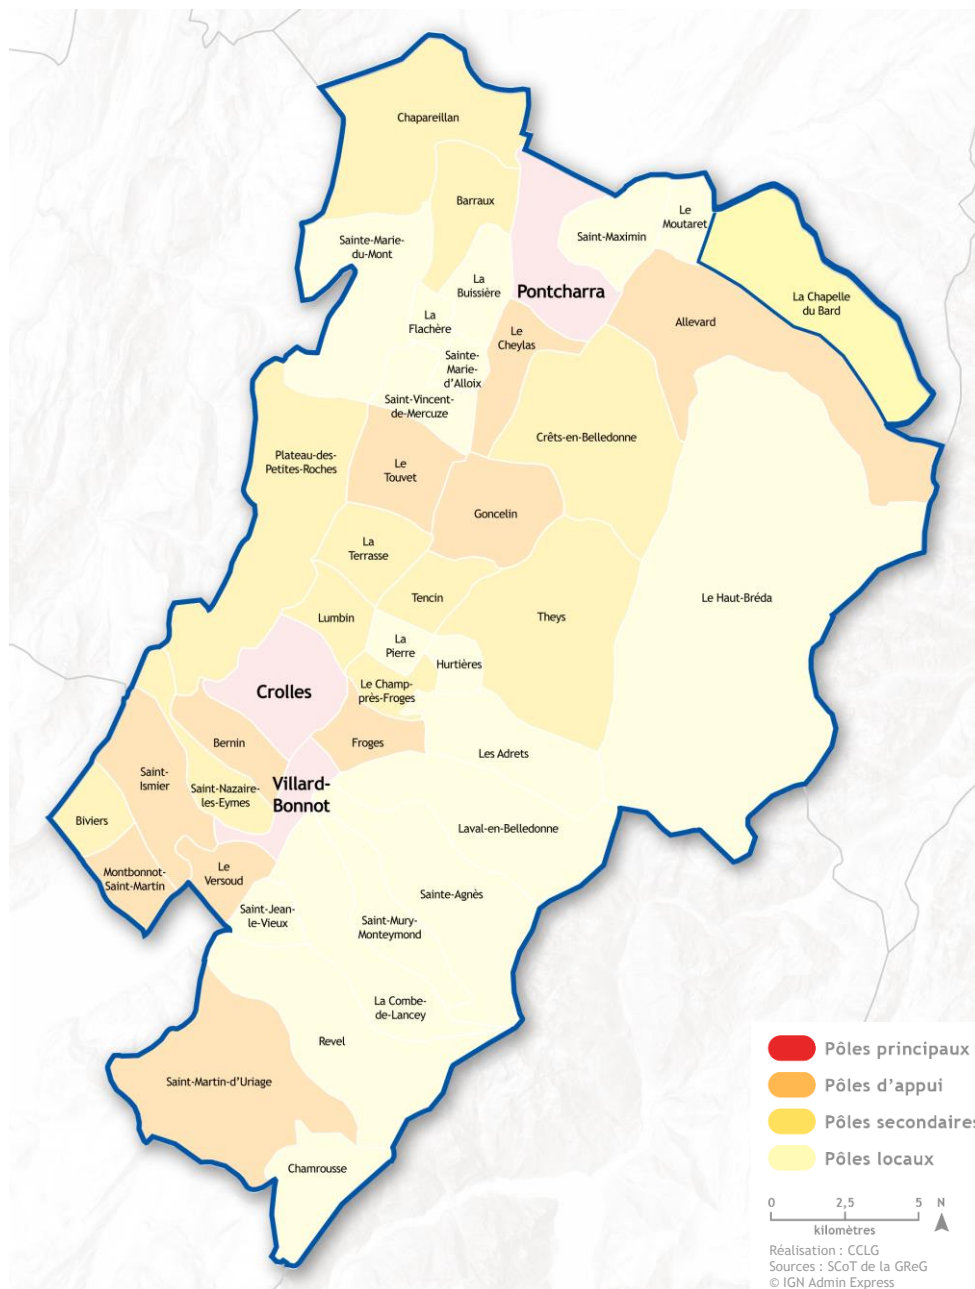 Chapareillan
Barraux
Le
Moutaret
Sainte-Marie-
du-Mont
Saint-Maximin
La
Buissière
Pontcharra
La Chapelle
du Bard
La
Flachère
Le
Cheylas
Allevard
Sainte-
Marie-
d'Alloix
Saint-Vincent-
de-Mercuze
Crêts-en-Belledonne
Plateau-des-
Petites-Roches
Le
Touvet
Goncelin
La
Terrasse
Tencin
Le Haut-Bréda
Lumbin
Theys
La
Pierre
Hurtières
Crolles
Le Champ-
près-Froges
Bernin
Froges
Les Adrets
Saint-
Ismier
Villard-
Bonnot
Saint-Nazaire-
les-Eymes
Biviers
Laval-en-Belledonne
Montbonnot-
Saint-Martin
Le
Versoud
Sainte-Agnès
Saint-Jean-
le-Vieux
Saint-Mury-
Monteymond
La Combe-
de-Lancey
Revel
Saint-Martin-d'Uriage
Chamrousse
Pôles principaux
Pôles d'appui
Pôles secondaires
Pôles locaux
0 2,5 5 N
kilomètres
Réalisation : CCLG
Sources : SCoT de la GReG
© IGN Admin Express